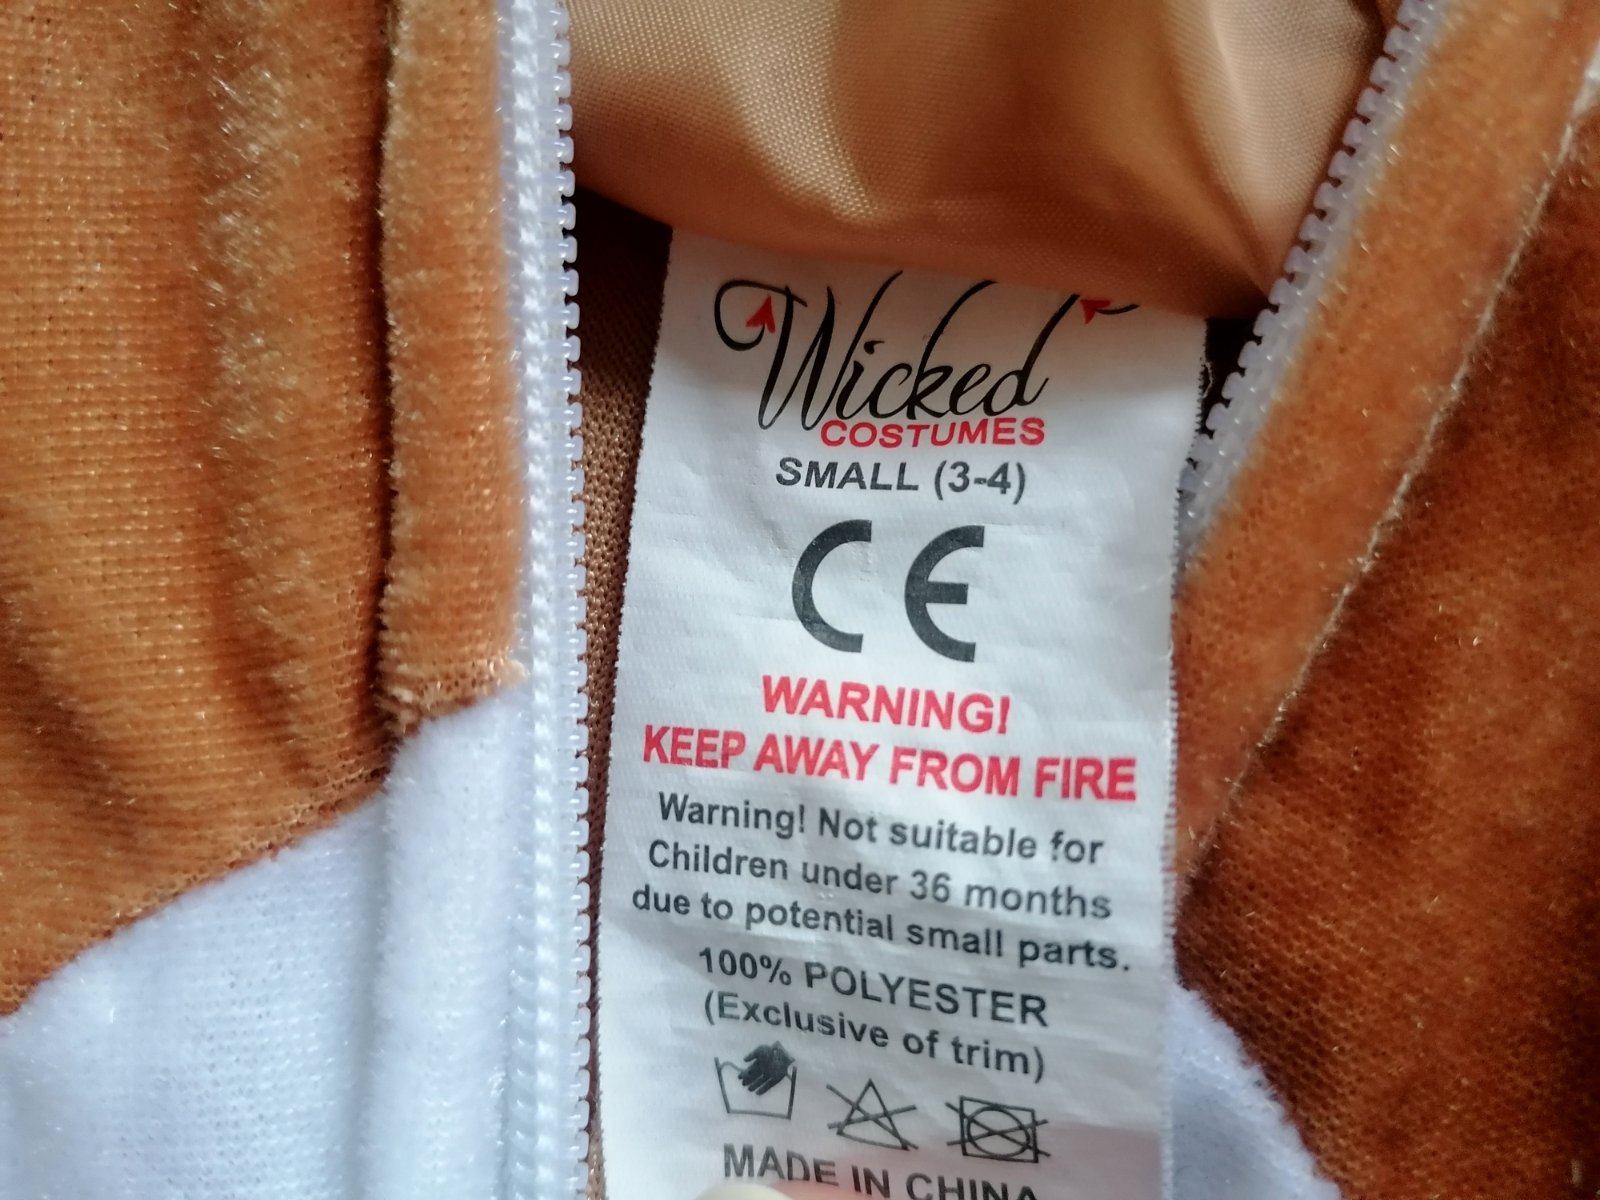 Wicked
COSTUMES
SMALL (3-4)
CE
WARNING!
KEEP AWAY FROM FIRE
Warning! Not suitable for
Children under 36 months
due to potential small parts.
100% POLYESTER
(Exclusive of trim)
MADE IN CHINA